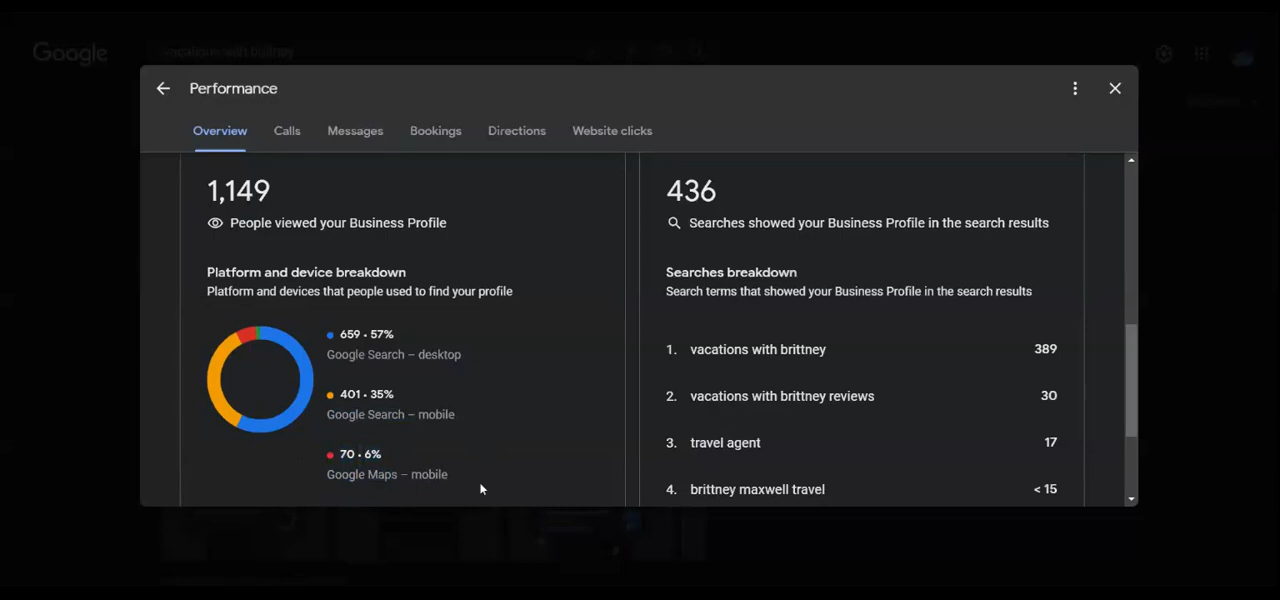 Google
Performance
Overview
Calls
Messages
Bookings
Directions
Website clicks
1,149
People viewed your Business Profile
Platform and device breakdown
Platform and devices that people used to find your profile
659 • 57%
Google Search – desktop
401 • 35%
Google Search – mobile
70 • 6%
Google Maps – mobile
436
Searches showed your Business Profile in the search results
Searches breakdown
Search terms that showed your Business Profile in the search results
1. vacations with brittney 389
2. vacations with brittney reviews 30
3. travel agent 17
4. brittney maxwell travel < 15